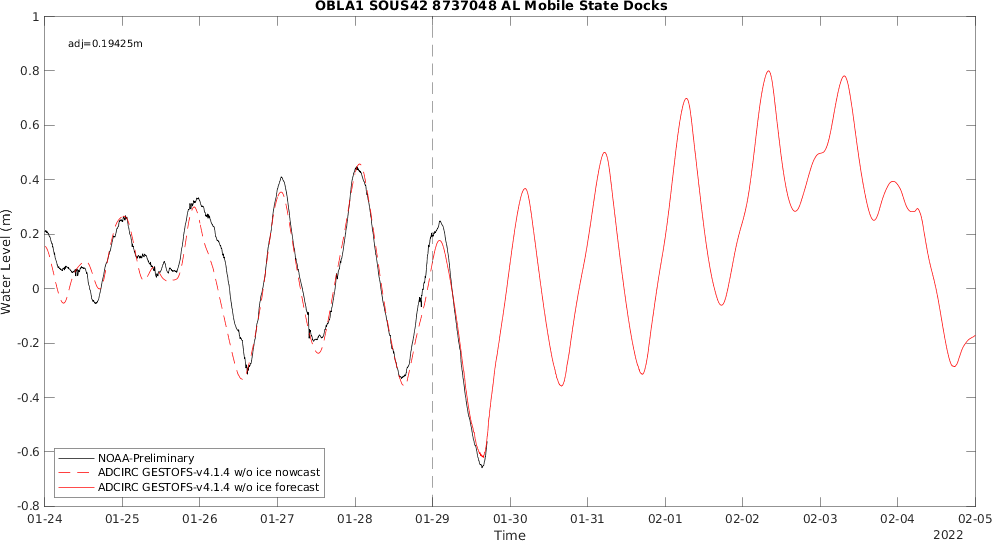 OBLA1 SOUS42 8737048 AL Mobile State Docks
adj=0.19425m
1
0.8
0.6
0.4
0.2
0
-0.2
-0.4
-0.6
-0.8
Water Level (m)
NOAA-Preliminary
ADCIRC GESTOFS-v4.1.4 w/o ice nowcast
ADCIRC GESTOFS-v4.1.4 w/o ice forecast
01-24 01-25 01-26 01-27 01-28 01-29 01-30 01-31 02-01 02-02 02-03 02-04 02-05
Time
2022